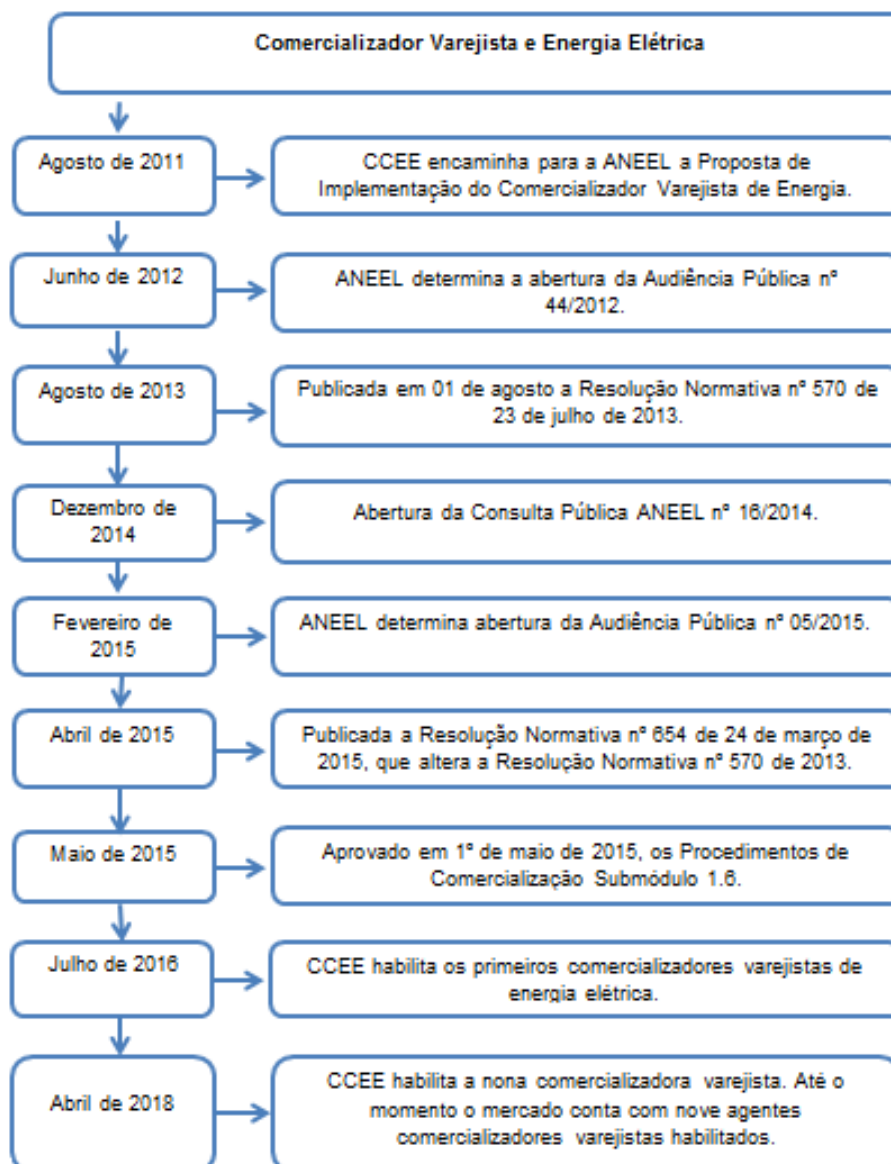 Comercializador Varejista e Energia Elétrica
Agosto de 2011
CCEE encaminha para a ANEEL a Proposta de
Implementação do Comercializador Varejista de Energia.
Junho de 2012
ANEEL determina a abertura da Audiência Pública nº
44/2012.
Agosto de 2013
Publicada em 01 de agosto a Resolução Normativa nº 570 de
23 de julho de 2013.
Dezembro de
2014
Abertura da Consulta Pública ANEEL nº 16/2014.
Fevereiro de
2015
ANEEL determina abertura da Audiência Pública nº 05/2015.
Abril de 2015
Publicada a Resolução Normativa nº 654 de 24 de março de
2015, que altera a Resolução Normativa nº 570 de 2013.
Maio de 2015
Aprovado em 1º de maio de 2015, os Procedimentos de
Comercialização Submódulo 1.6.
Julho de 2016
CCEE habilita os primeiros comercializadores varejistas de
energia elétrica.
Abril de 2018
CCEE habilita a nona comercializadora varejista. Até o
momento o mercado conta com nove agentes
comercializadores varejistas habilitados.